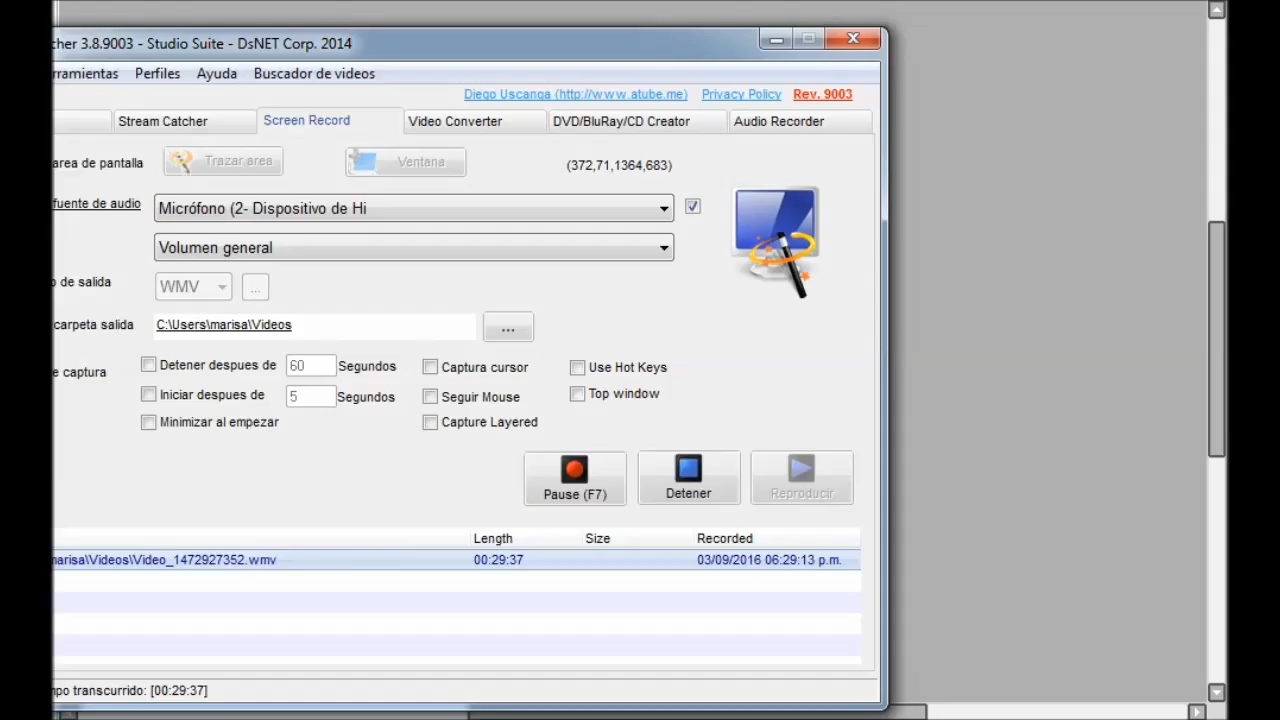 cher 3.8.9003 - Studio Suite - DsNET Corp. 2014
rramientas Perfiles Ayuda Buscador de videos
Diego Uscanga (http://www.atube.me) Privacy Policy Rev. 9003
Stream Catcher Screen Record Video Converter DVD/BluRay/CD Creator Audio Recorder
area de pantalla Trazar area Ventana (372,71,1364,683)
fuente de audio Micrófono (2- Dispositivo de Hi
Volumen general
o de salida WMV ...
carpeta salida C:\Users\marisa\Videos ...
e captura
Detener despues de 60 Segundos Captura cursor Use Hot Keys
Iniciar despues de 5 Segundos Seguir Mouse Top window
Minimizar al empezar Capture Layered
Pause (F7) Detener Reproducir
Length Size Recorded
marisa\Videos\Video_1472927352.wmv 00:29:37 03/09/2016 06:29:13 p.m.
mpo transcurrido: [00:29:37]